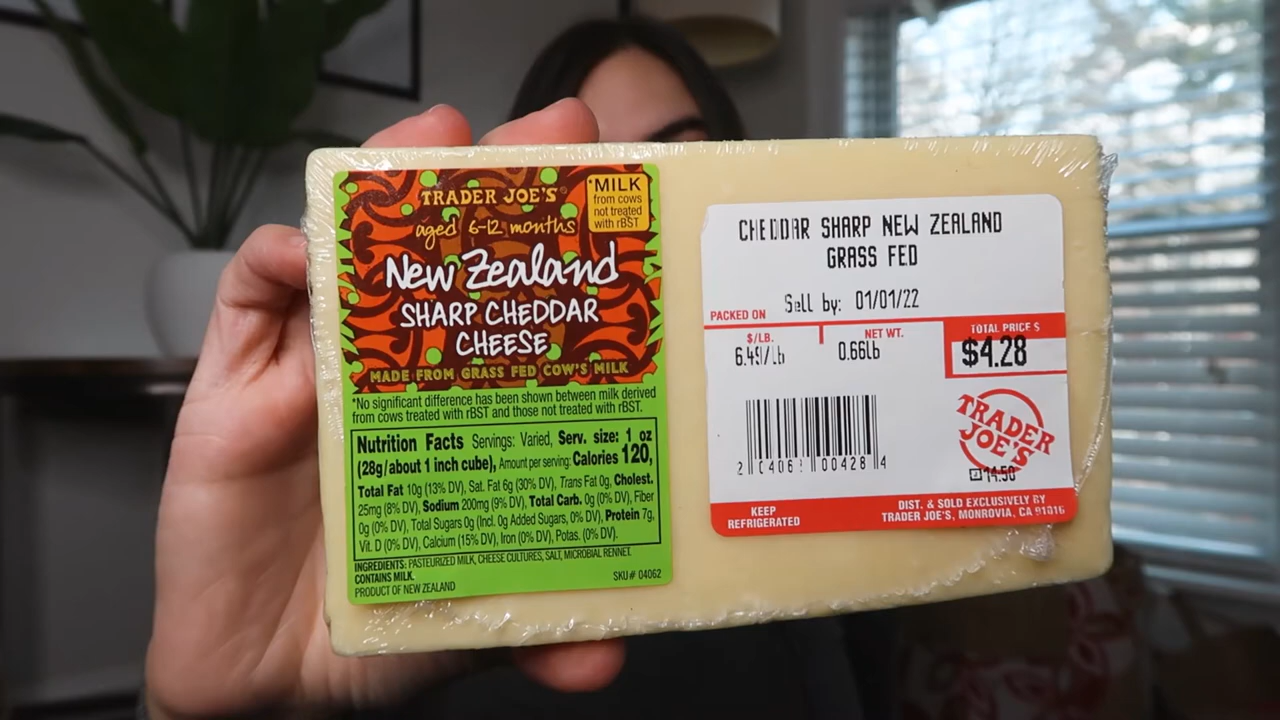 TRADER JOE'S®
aged 6-12 months
*MILK
from cows
not treated
with rBST
New Zealand
SHARP CHEDDAR
CHEESE
MADE FROM GRASS FED COW'S MILK
*No significant difference has been shown between milk derived
from cows treated with rBST and those not treated with rBST.
Nutrition Facts Servings: Varied, Serv. size: 1 oz
(28g/about 1 inch cube), Amount per serving: Calories 120,
Total Fat 10g (13% DV), Sat. Fat 6g (30% DV), Trans Fat 0g, Cholest.
25mg (8% DV), Sodium 200mg (9% DV), Total Carb. 0g (0% DV), Fiber
0g (0% DV), Total Sugars 0g (Incl. 0g Added Sugars, 0% DV), Protein 7g,
Vit. D (0% DV), Calcium (15% DV), Iron (0% DV), Potas. (0% DV).
INGREDIENTS: PASTEURIZED MILK, CHEESE CULTURES, SALT, MICROBIAL RENNET.
CONTAINS MILK.
PRODUCT OF NEW ZEALAND
SKU# 04062
CHEDDAR SHARP NEW ZEALAND
GRASS FED
Sell by: 01/01/22
PACKED ON
$/LB.
6.49/lb
NET WT.
0.66lb
TOTAL PRICE $
$4.28
2 04062 00428 4
TRADER
JOE'S
14:50
KEEP
REFRIGERATED
DIST. & SOLD EXCLUSIVELY BY
TRADER JOE'S, MONROVIA, CA 91016